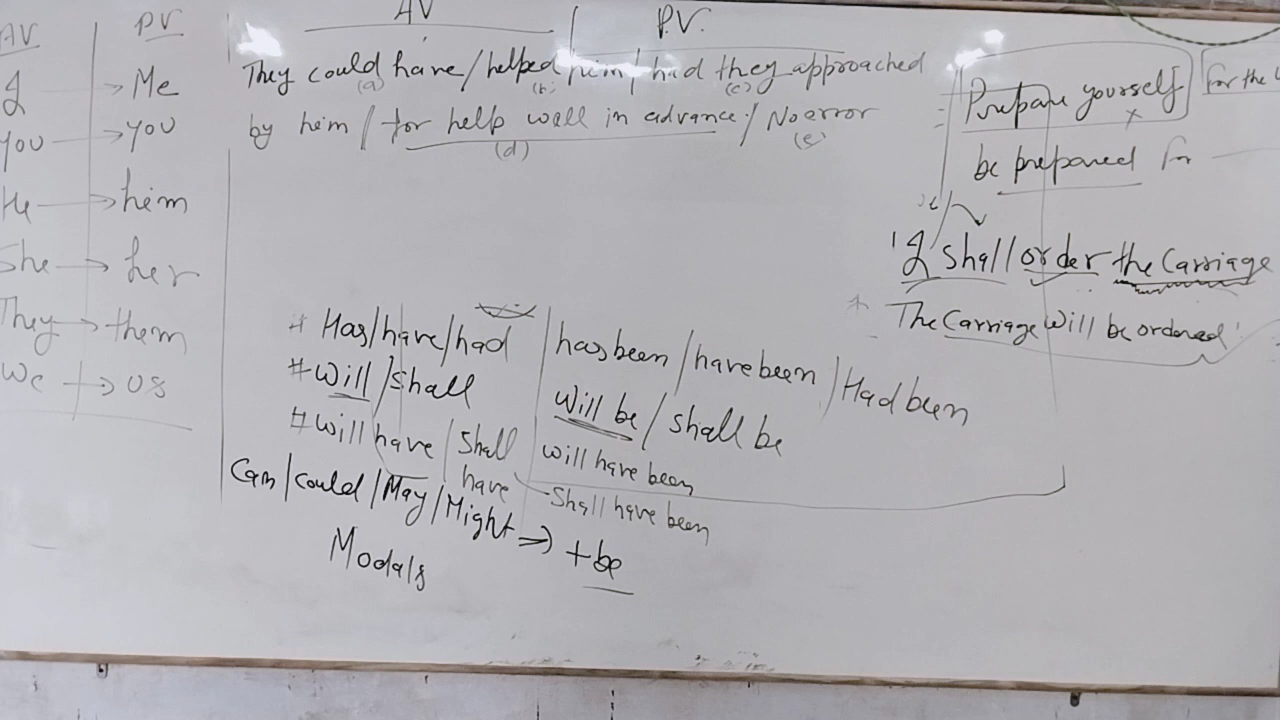 AV
PV
I → Me
You → you
He → him
She → her
They → them
We → us
AV
P.V.
They could have / helped him / had they approached
(a) (b) (c)
by him / for help well in advance / No error
(d) (e)
# Has/have/had
has been / have been / Had been
# will / shall
will be / shall be
# will have / Shall have
will have been
Shall have been
Can / could / May / Might ⇒ + be
Modals
Prepare yourself
for the
be prepared for
'I shall order the Carriage
The Carriage will be ordered'